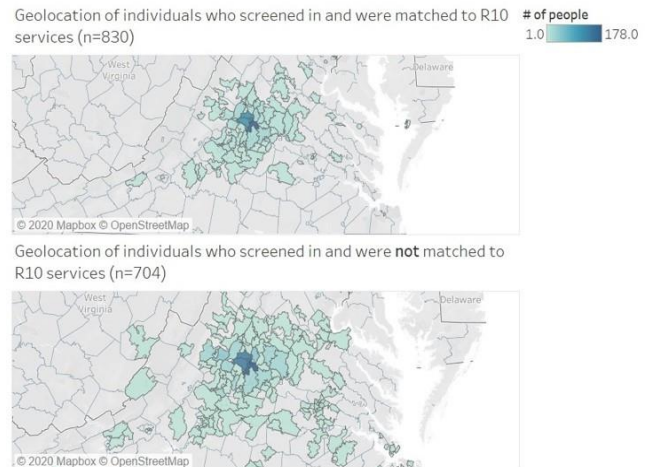 Geolocation of individuals who screened in and were matched to R10
services (n=830)
# of people
1.0
178.0
West
Virginia
Delaware
© 2020 Mapbox © OpenStreetMap
Geolocation of individuals who screened in and were not matched to
R10 services (n=704)
West
Virginia
Delaware
© 2020 Mapbox © OpenStreetMap